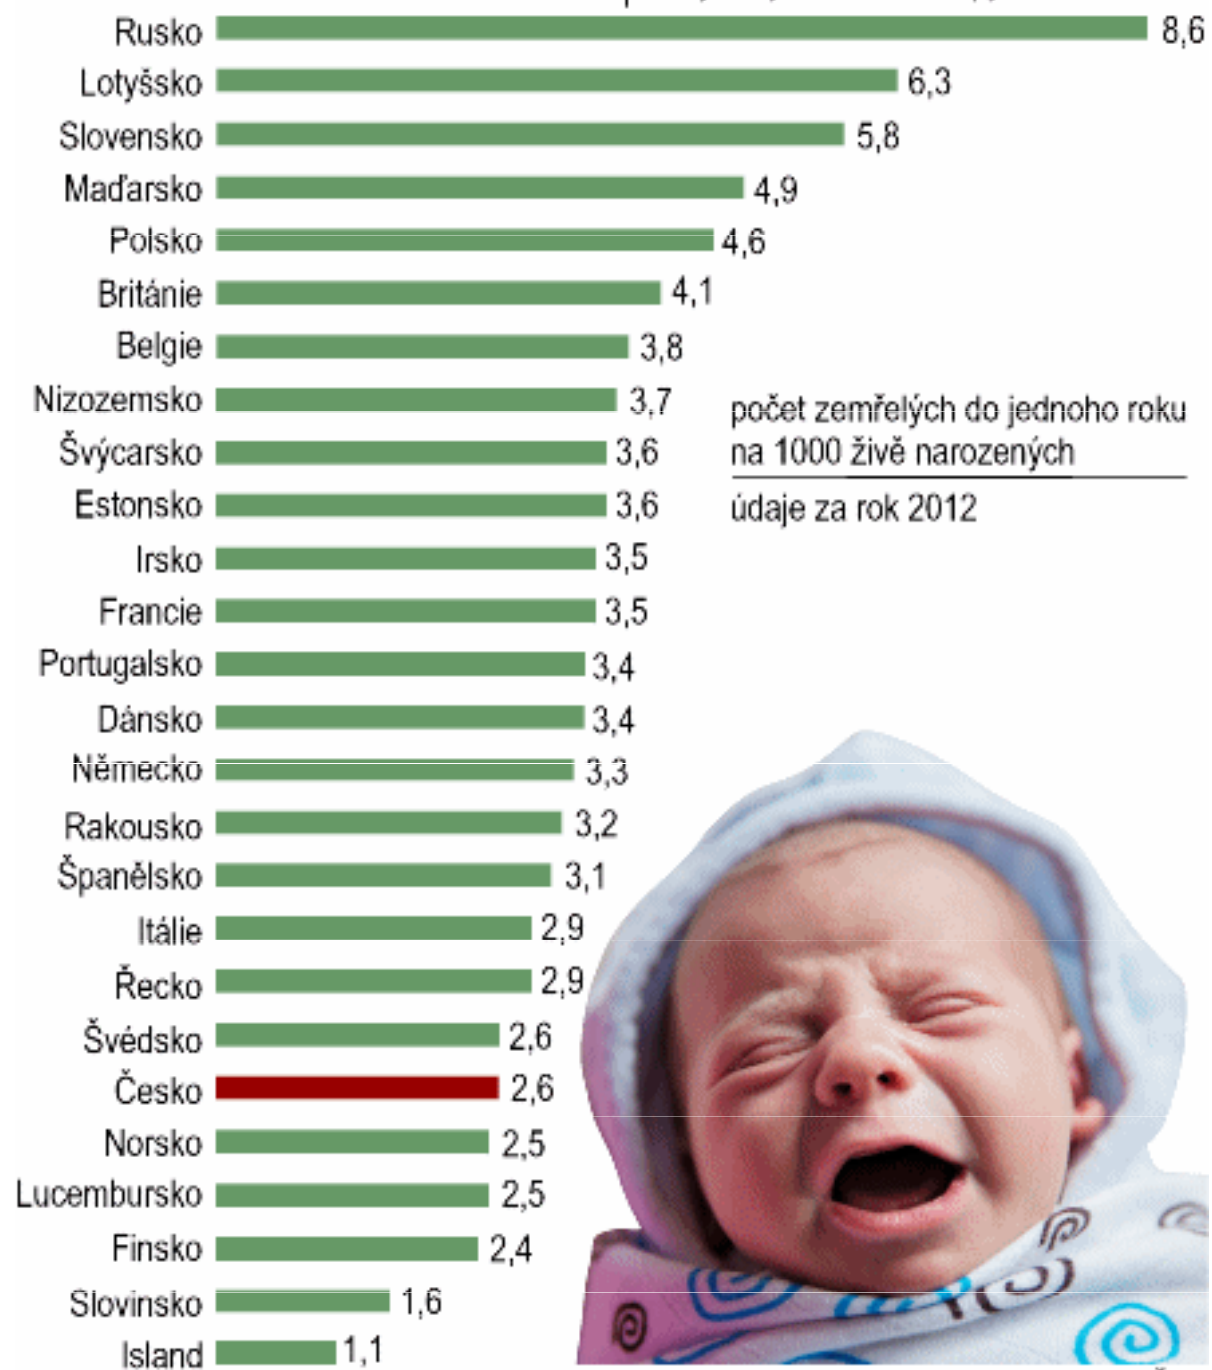 Rusko 8,6
Lotyšsko 6,3
Slovensko 5,8
Maďarsko 4,9
Polsko 4,6
Británie 4,1
Belgie 3,8
Nizozemsko 3,7
Švýcarsko 3,6
Estonsko 3,6
Irsko 3,5
Francie 3,5
Portugalsko 3,4
Dánsko 3,4
Německo 3,3
Rakousko 3,2
Španělsko 3,1
Itálie 2,9
Řecko 2,9
Švédsko 2,6
Česko 2,6
Norsko 2,5
Lucembursko 2,5
Finsko 2,4
Slovinsko 1,6
Island 1,1
počet zemřelých do jednoho roku
na 1000 živě narozených
údaje za rok 2012